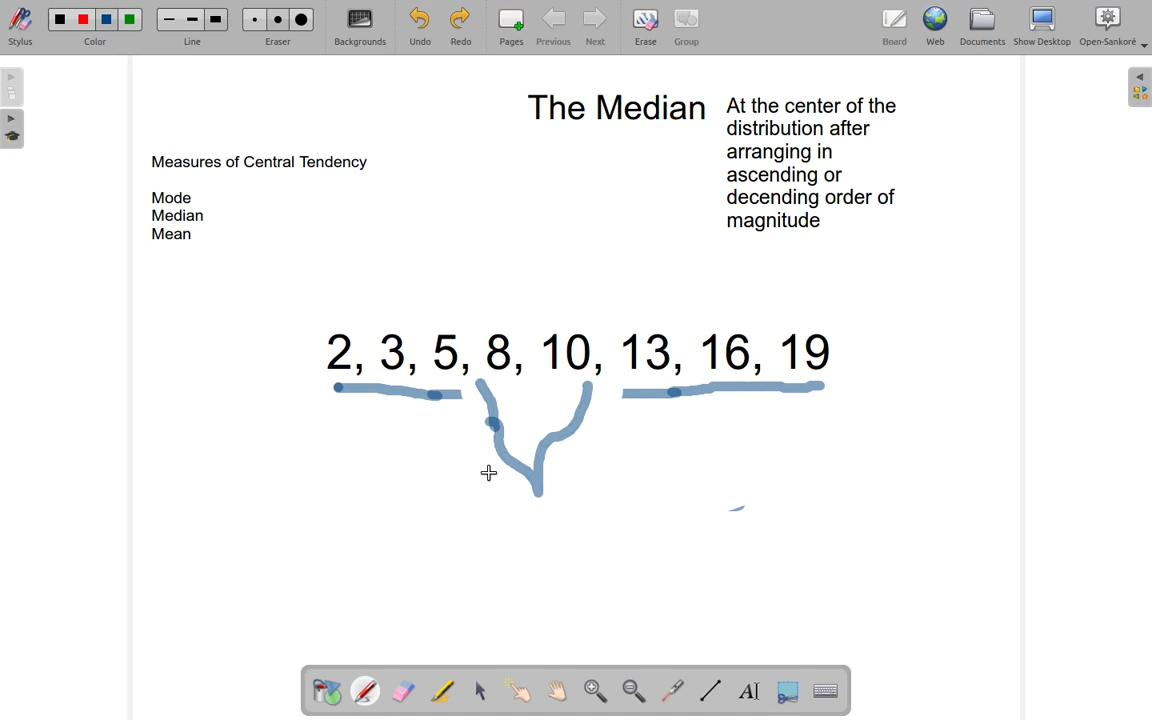 Stylus
Color
Line
Eraser
Backgrounds
Undo
Redo
Pages
Previous
Next
Erase
Group
Board
Web
Documents
Show Desktop
Open-Sankoré
The Median
At the center of the
distribution after
arranging in
ascending or
decending order of
magnitude
Measures of Central Tendency
Mode
Median
Mean
2, 3, 5, 8, 10, 13, 16, 19